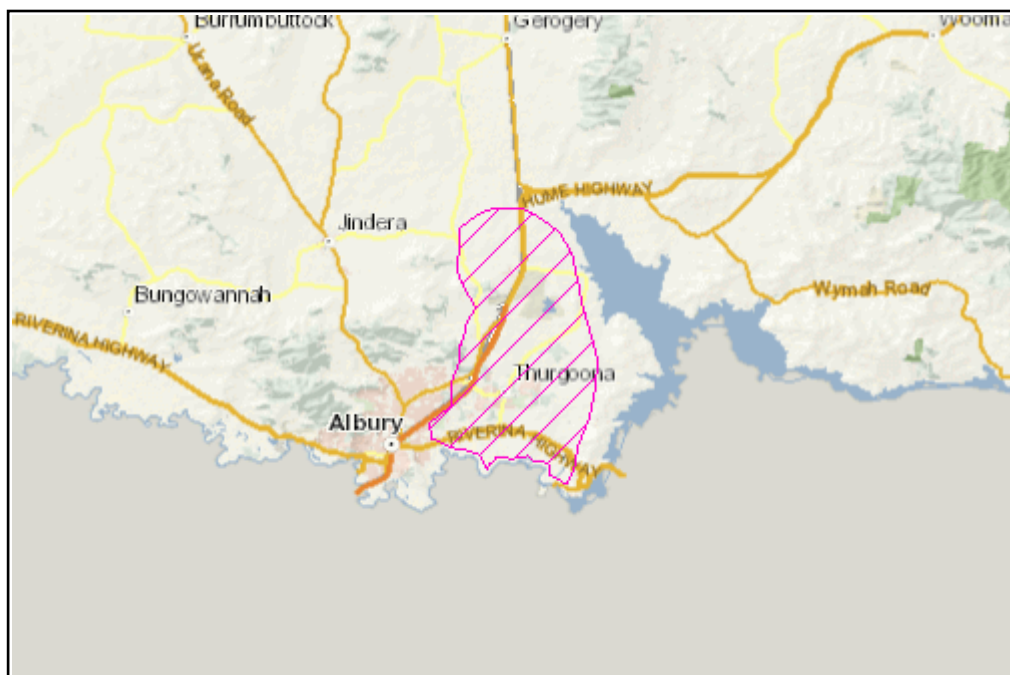 Burrumbuttock
Gerogery
Urana Road
HUME HIGHWAY
Jindera
Bungowannah
Wymah Road
RIVERINA HIGHWAY
Thurgoona
Albury
RIVERINA HIGHWAY